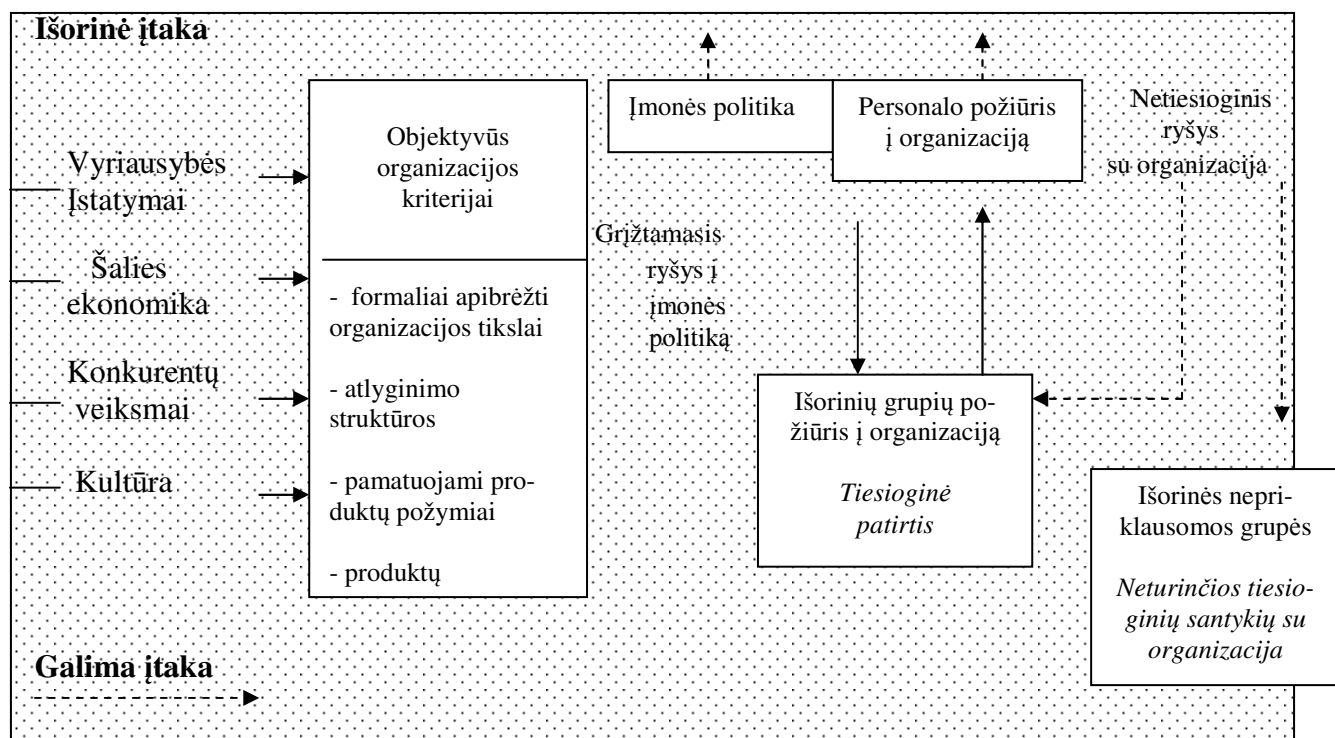 Išorinė įtaka
Vyriausybės
Įstatymai
Šalies
ekonomika
Konkurentų
veiksmai
Kultūra
Objektyvūs
organizacijos
kriterijai
- formaliai apibrėžti
organizacijos tikslai
- atlyginimo
struktūros
- pamatuojami pro-
duktų požymiai
- produktų
Įmonės politika
Personalo požiūris
į organizaciją
Netiesioginis
ryšys
su organizacija
Grįžtamasis
ryšys į
įmonės
politiką
Išorinių grupių po-
žiūris į organizaciją
Tiesioginė
patirtis
Išorinės nepri-
klausomos grupės
Neturinčios tiesio-
ginių santykių su
organizacija
Galima įtaka